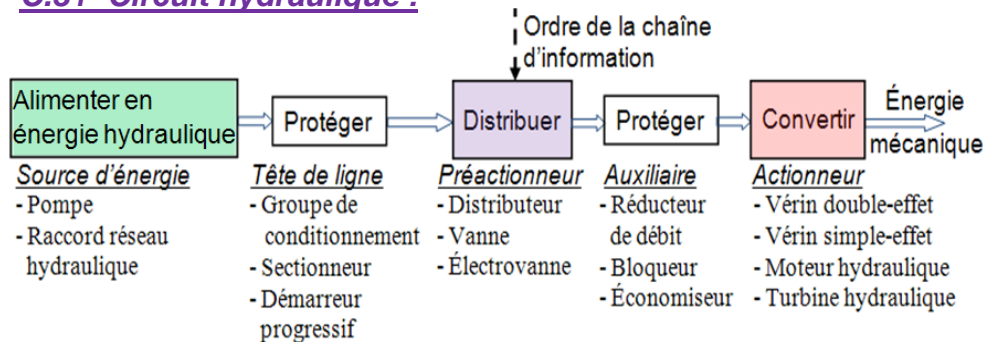 C.31- Circuit hydraulique :
Ordre de la chaîne
d’information
Alimenter en
énergie hydraulique
Protéger
Distribuer
Protéger
Convertir
Énergie
mécanique
Source d’énergie
- Pompe
- Raccord réseau
hydraulique
Tête de ligne
- Groupe de
conditionnement
- Sectionneur
- Démarreur
progressif
Préactionneur
- Distributeur
- Vanne
- Électrovanne
Auxiliaire
- Réducteur
de débit
- Bloqueur
- Économiseur
Actionneur
- Vérin double-effet
- Vérin simple-effet
- Moteur hydraulique
- Turbine hydraulique